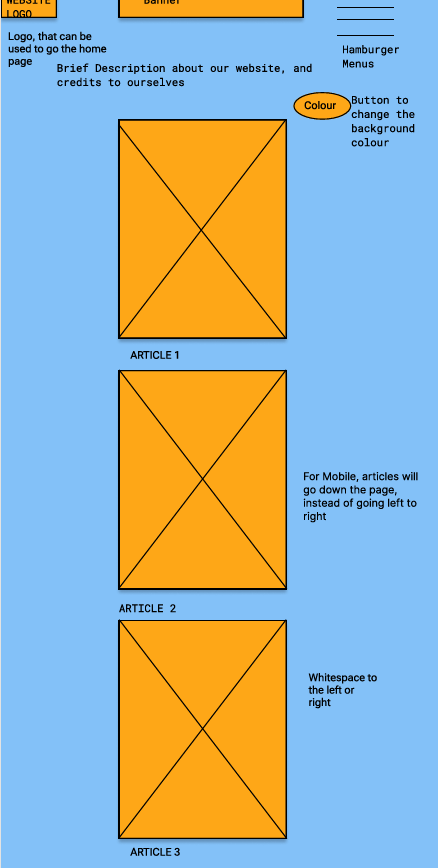 WEBSITE
LOGO
Banner
Logo, that can be
used to go the home
page
Hamburger
Menus
Brief Description about our website, and
credits to ourselves
Colour
Button to
change the
background
colour
ARTICLE 1
For Mobile, articles will
go down the page,
instead of going left to
right
ARTICLE 2
Whitespace to
the left or
right
ARTICLE 3